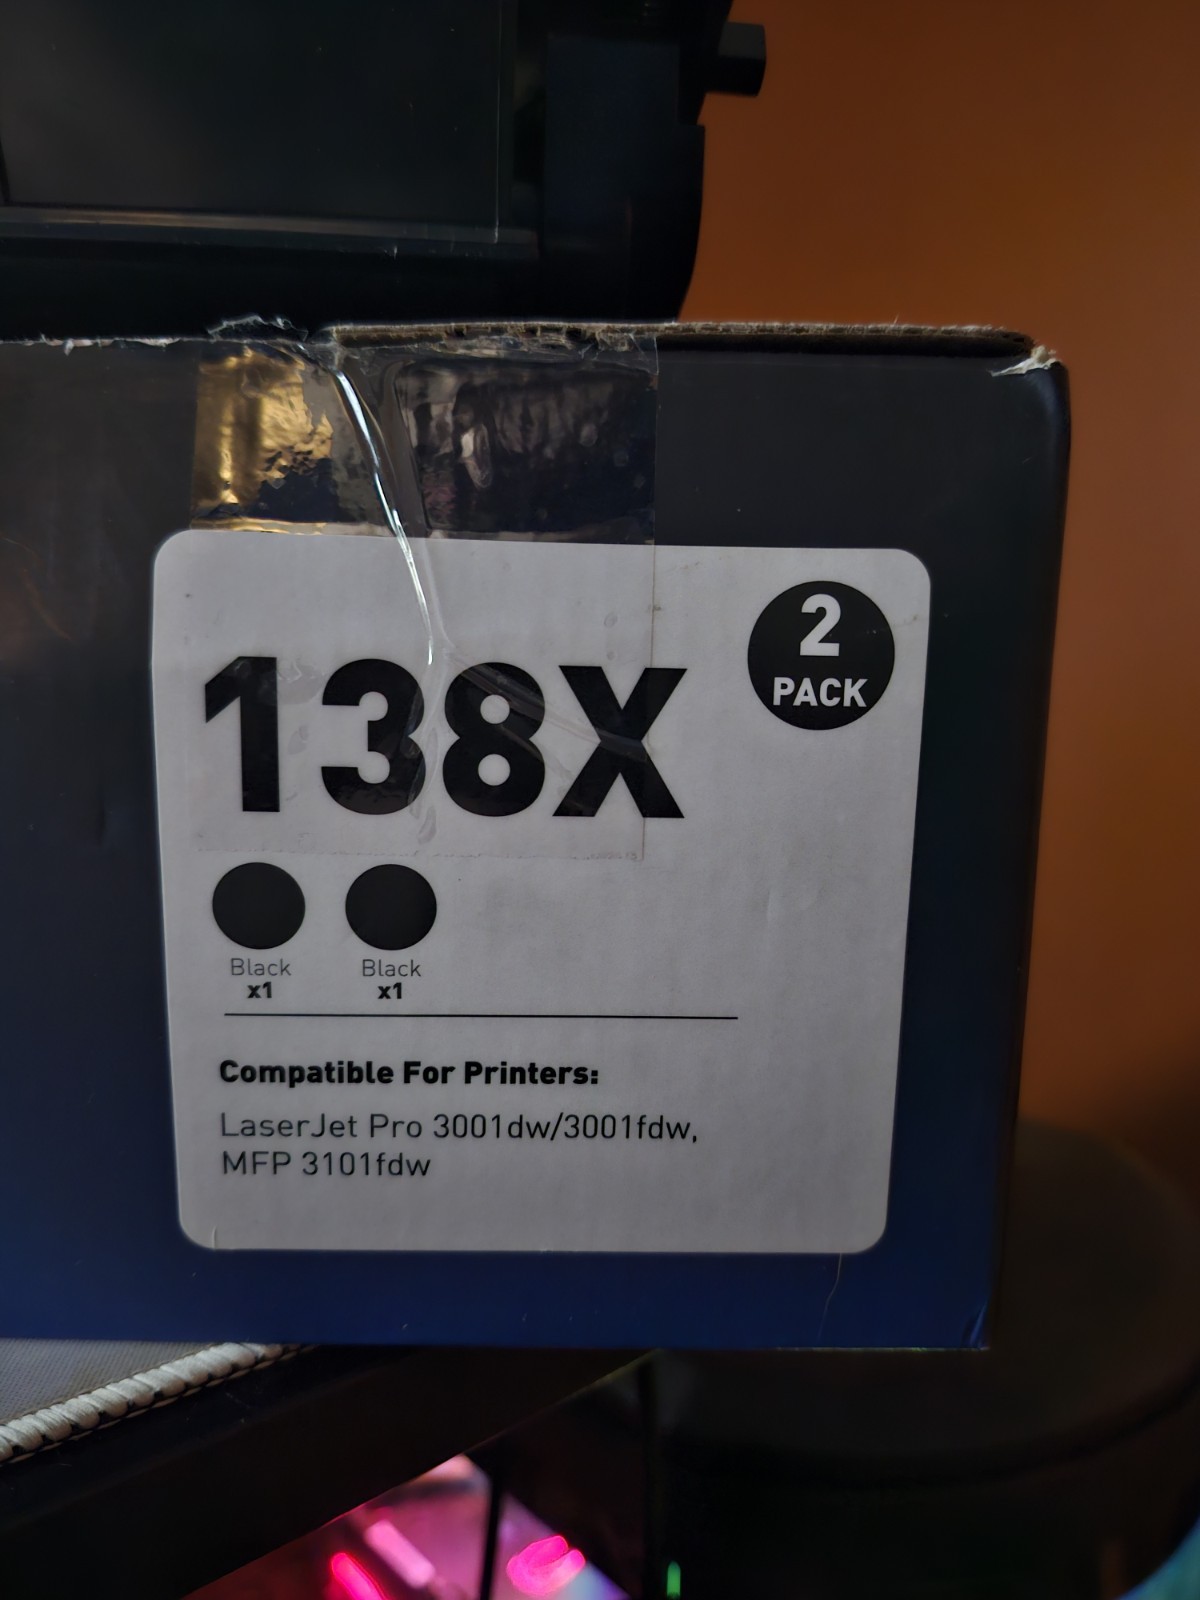 2
PACK
138X
Black Black
x1 x1
Compatible For Printers:
LaserJet Pro 3001dw/3001fdw,
MFP 3101fdw